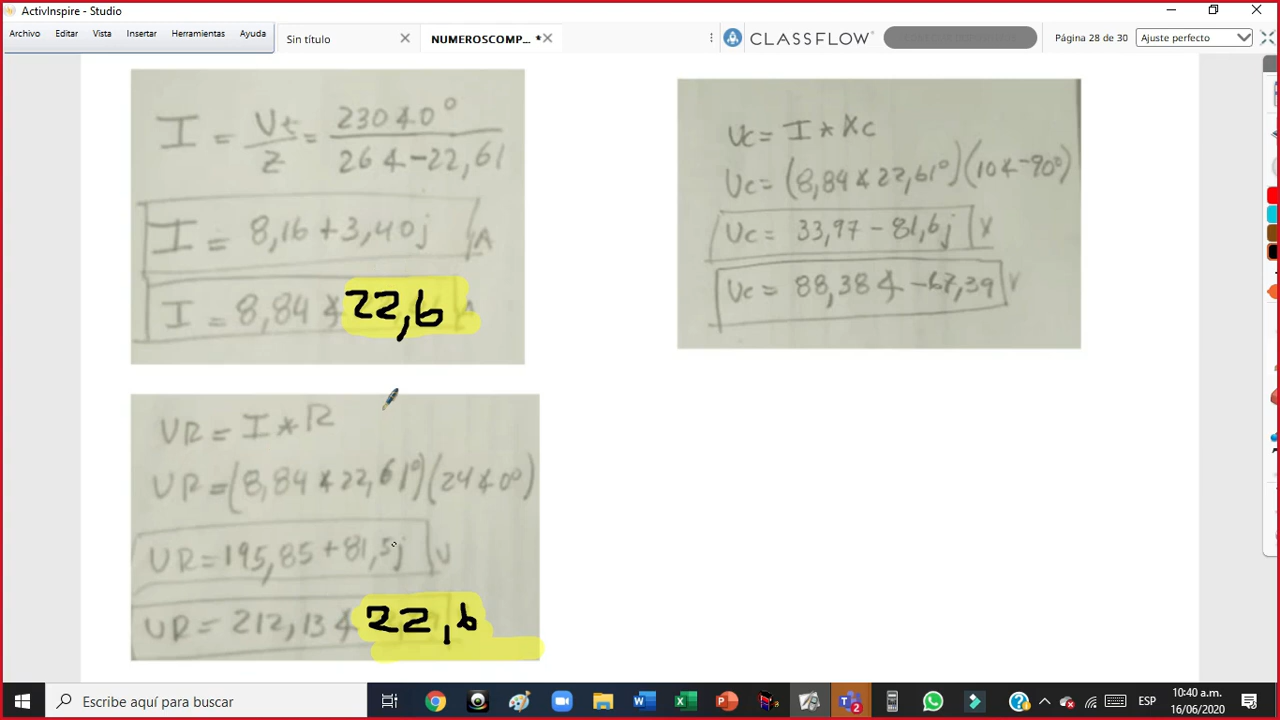 ActivInspire - Studio
Archivo Editar Vista Insertar Herramientas Ayuda
Sin título
NUMEROSCOMP... *
CLASSFLOW
Página 28 de 30
Ajuste perfecto
I = Vt/Z = 230∡0°/26∡-22,61
I = 8,16+3,40j A
I = 8,84∡ 22,6
VR = I * R
VR = (8,84∡22,61°)(24∡0°)
VR = 195,85+81,5j V
VR = 212,13∡ 22,6
Vc = I * Xc
Vc = (8,84∡22,61°)(10∡-90°)
Vc = 33,97 - 81,6j V
Vc = 88,38∡-67,39 V
Escribe aquí para buscar
ESP
10:40 a.m.
16/06/2020